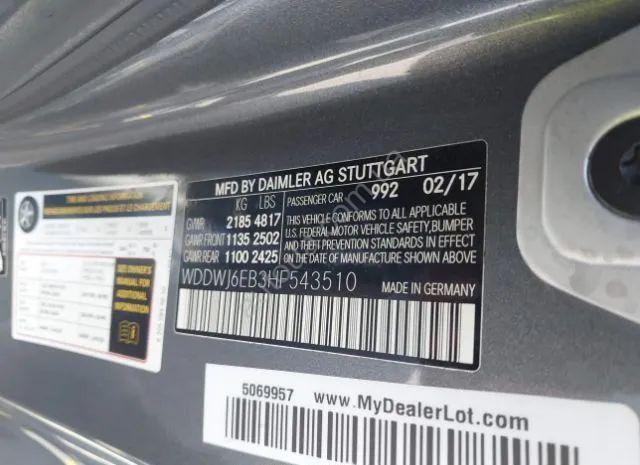 MFD BY DAIMLER AG STUTTGART
KG LBS PASSENGER CAR 992 02/17
GVWR 2185 4817
GAWR FRONT 1135 2502
GAWR REAR 1100 2425
THIS VEHICLE CONFORMS TO ALL APPLICABLE
U.S. FEDERAL MOTOR VEHICLE SAFETY, BUMPER
AND THEFT PREVENTION STANDARDS IN EFFECT
ON THE DATE OF MANUFACTURE SHOWN ABOVE.
WDDWJ6EB3HF543510
MADE IN GERMANY
SEE OWNER'S
MANUAL FOR
ADDITIONAL
INFORMATION
5069957 www.MyDealerLot.com